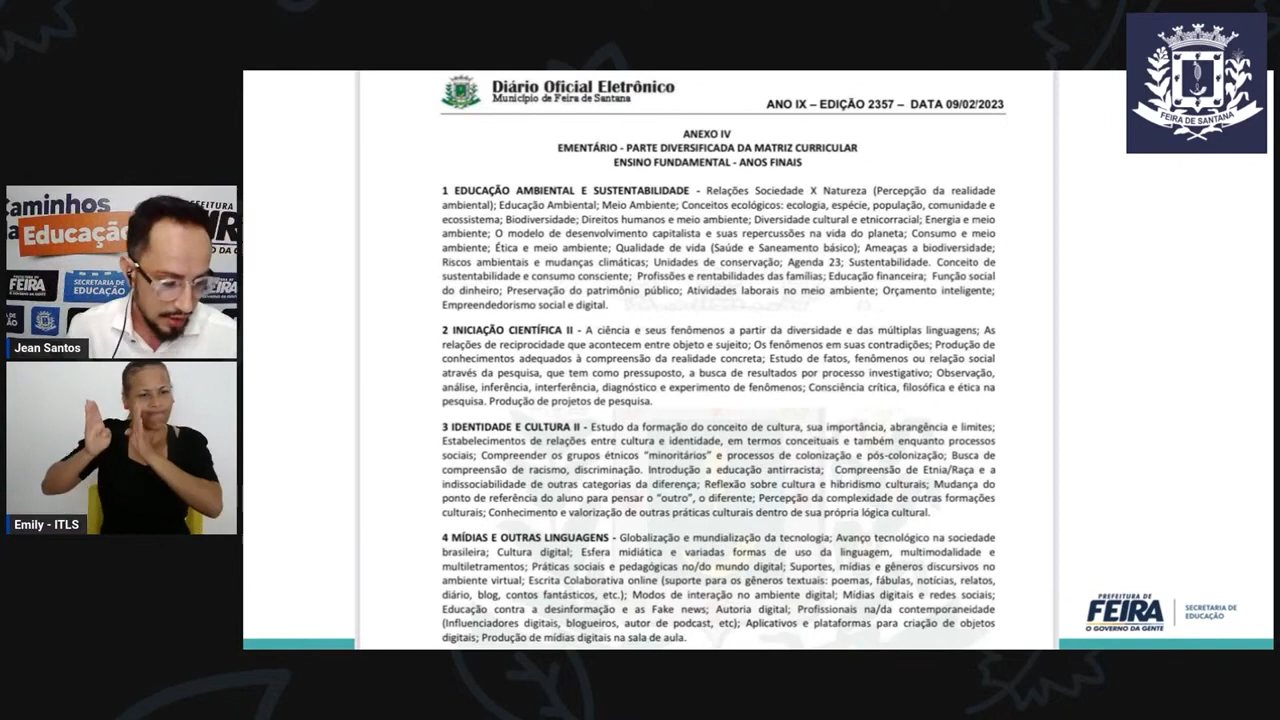 Diário Oficial Eletrônico
Município de Feira de Santana
ANO IX – EDIÇÃO 2357 – DATA 09/02/2023
ANEXO IV
EMENTÁRIO - PARTE DIVERSIFICADA DA MATRIZ CURRICULAR
ENSINO FUNDAMENTAL - ANOS FINAIS
1 EDUCAÇÃO AMBIENTAL E SUSTENTABILIDADE - Relações Sociedade X Natureza (Percepção da realidade
ambiental); Educação Ambiental; Meio Ambiente; Conceitos ecológicos: ecologia, espécie, população, comunidade e
ecossistema; Biodiversidade; Direitos humanos e meio ambiente; Diversidade cultural e etnicorracial; Energia e meio
ambiente; O modelo de desenvolvimento capitalista e suas repercussões na vida do planeta; Consumo e meio
ambiente; Ética e meio ambiente; Qualidade de vida (Saúde e Saneamento básico); Ameaças a biodiversidade;
Riscos ambientais e mudanças climáticas; Unidades de conservação; Agenda 23; Sustentabilidade. Conceito de
sustentabilidade e consumo consciente; Profissões e rentabilidades das famílias; Educação financeira; Função social
do dinheiro; Preservação do patrimônio público; Atividades laborais no meio ambiente; Orçamento inteligente;
Empreendedorismo social e digital.
2 INICIAÇÃO CIENTÍFICA II - A ciência e seus fenômenos a partir da diversidade e das múltiplas linguagens; As
relações de reciprocidade que acontecem entre objeto e sujeito; Os fenômenos em suas contradições; Produção de
conhecimentos adequados à compreensão da realidade concreta; Estudo de fatos, fenômenos ou relação social
através da pesquisa, que tem como pressuposto, a busca de resultados por processo investigativo; Observação,
análise, inferência, interferência, diagnóstico e experimento de fenômenos; Consciência crítica, filosófica e ética na
pesquisa. Produção de projetos de pesquisa.
3 IDENTIDADE E CULTURA II - Estudo da formação do conceito de cultura, sua importância, abrangência e limites;
Estabelecimentos de relações entre cultura e identidade, em termos conceituais e também enquanto processos
sociais; Compreender os grupos étnicos “minoritários” e processos de colonização e pós-colonização; Busca de
compreensão de racismo, discriminação. Introdução a educação antirracista; Compreensão de Etnia/Raça e a
indissociabilidade de outras categorias da diferença; Reflexão sobre cultura e hibridismo culturais; Mudança do
ponto de referência do aluno para pensar o “outro”, o diferente; Percepção da complexidade de outras formações
culturais; Conhecimento e valorização de outras práticas culturais dentro de sua própria lógica cultural.
4 MÍDIAS E OUTRAS LINGUAGENS - Globalização e mundialização da tecnologia; Avanço tecnológico na sociedade
brasileira; Cultura digital; Esfera midiática e variadas formas de uso da linguagem, multimodalidade e
multiletramentos; Práticas sociais e pedagógicas no/do mundo digital; Suportes, mídias e gêneros discursivos no
ambiente virtual; Escrita Colaborativa online (suporte para os gêneros textuais: poemas, fábulas, notícias, relatos,
diário, blog, contos fantásticos, etc.); Modos de interação no ambiente digital; Mídias digitais e redes sociais;
Educação contra a desinformação e as Fake news; Autoria digital; Profissionais na/da contemporaneidade
(Influenciadores digitais, blogueiros, autor de podcast, etc); Aplicativos e plataformas para criação de objetos
digitais; Produção de mídias digitais na sala de aula.
FEIRA DE SANTANA
Caminhos
da Educação
FEIRA
SECRETARIA DE
EDUCAÇÃO
Jean Santos
Emily - ITLS
PREFEITURA DE
FEIRA
O GOVERNO DA GENTE
SECRETARIA DE
EDUCAÇÃO